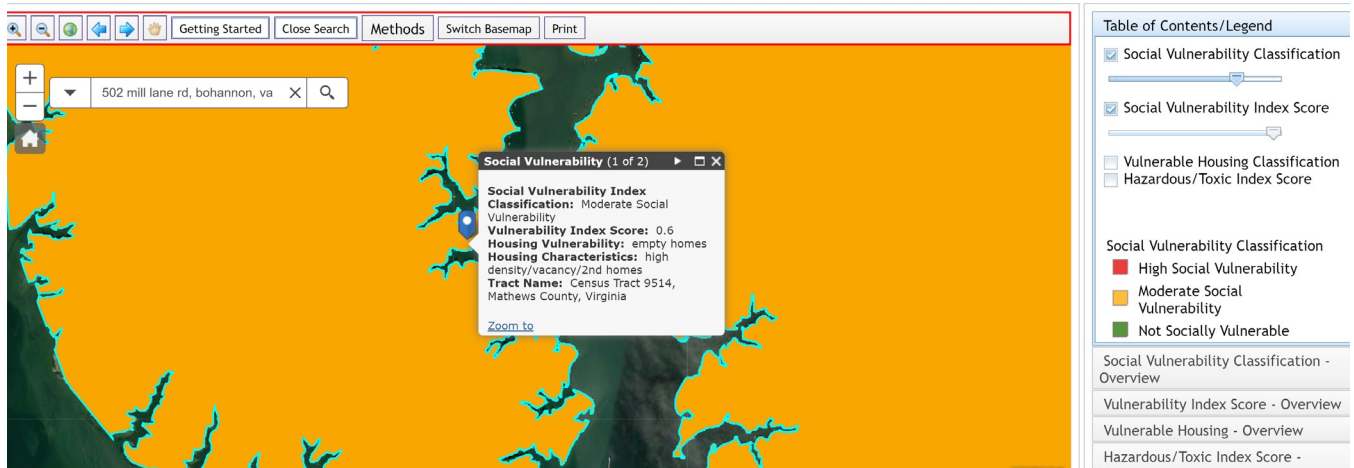 Getting Started
Close Search
Methods
Switch Basemap
Print
+
−
502 mill lane rd, bohannon, va
Social Vulnerability (1 of 2)
Social Vulnerability Index
Classification: Moderate Social
Vulnerability
Vulnerability Index Score: 0.6
Housing Vulnerability: empty homes
Housing Characteristics: high
density/vacancy/2nd homes
Tract Name: Census Tract 9514,
Mathews County, Virginia
Zoom to
Table of Contents/Legend
Social Vulnerability Classification
Social Vulnerability Index Score
Vulnerable Housing Classification
Hazardous/Toxic Index Score
Social Vulnerability Classification
High Social Vulnerability
Moderate Social
Vulnerability
Not Socially Vulnerable
Social Vulnerability Classification -
Overview
Vulnerability Index Score - Overview
Vulnerable Housing - Overview
Hazardous/Toxic Index Score -